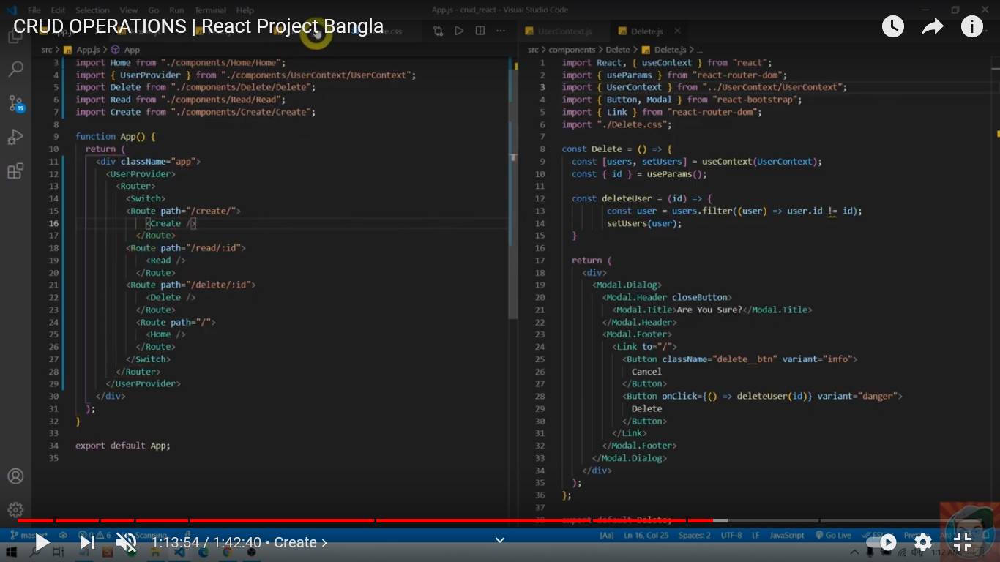 File Edit Selection View Go Run Terminal Help
App.js - crud_react - Visual Studio Code
CRUD OPERATIONS | React Project Bangla
UserContext.js
Delete.js
src > App.js > App
3 import Home from "./components/Home/Home";
4 import { UserProvider } from "./components/UserContext/UserContext";
5 import Delete from "./components/Delete/Delete";
6 import Read from "./components/Read/Read";
7 import Create from "./components/Create/Create";
8
9 function App() {
10 return (
11 <div className="app">
12 <UserProvider>
13 <Router>
14 <Switch>
15 <Route path="/create/">
16 <Create />
17 </Route>
18 <Route path="/read/:id">
19 <Read />
20 </Route>
21 <Route path="/delete/:id">
22 <Delete />
23 </Route>
24 <Route path="/">
25 <Home />
26 </Route>
27 </Switch>
28 </Router>
29 </UserProvider>
30 </div>
31 );
32 }
33
34 export default App;
35
src > components > Delete > Delete.js > ...
1 import React, { useContext } from "react";
2 import { useParams } from "react-router-dom";
3 import { UserContext } from "../UserContext/UserContext";
4 import { Button, Modal } from "react-bootstrap";
5 import { Link } from "react-router-dom";
6 import "./Delete.css";
7
8 const Delete = () => {
9 const [users, setUsers] = useContext(UserContext);
10 const { id } = useParams();
11
12 const deleteUser = (id) => {
13 const user = users.filter((user) => user.id != id);
14 setUsers(user);
15 }
16
17 return (
18 <div>
19 <Modal.Dialog>
20 <Modal.Header closeButton>
21 <Modal.Title>Are You Sure?</Modal.Title>
22 </Modal.Header>
23 <Modal.Footer>
24 <Link to="/">
25 <Button className="delete__btn" variant="info">
26 Cancel
27 </Button>
28 <Button onClick={() => deleteUser(id)} variant="danger">
29 Delete
30 </Button>
31 </Link>
32 </Modal.Footer>
33 </Modal.Dialog>
34 </div>
35 );
36 };
37
38 export default Delete;
19
Ln 16, Col 25 Spaces: 2 UTF-8 LF JavaScript Go Live
1:13:54 / 1:42:40 • Create >